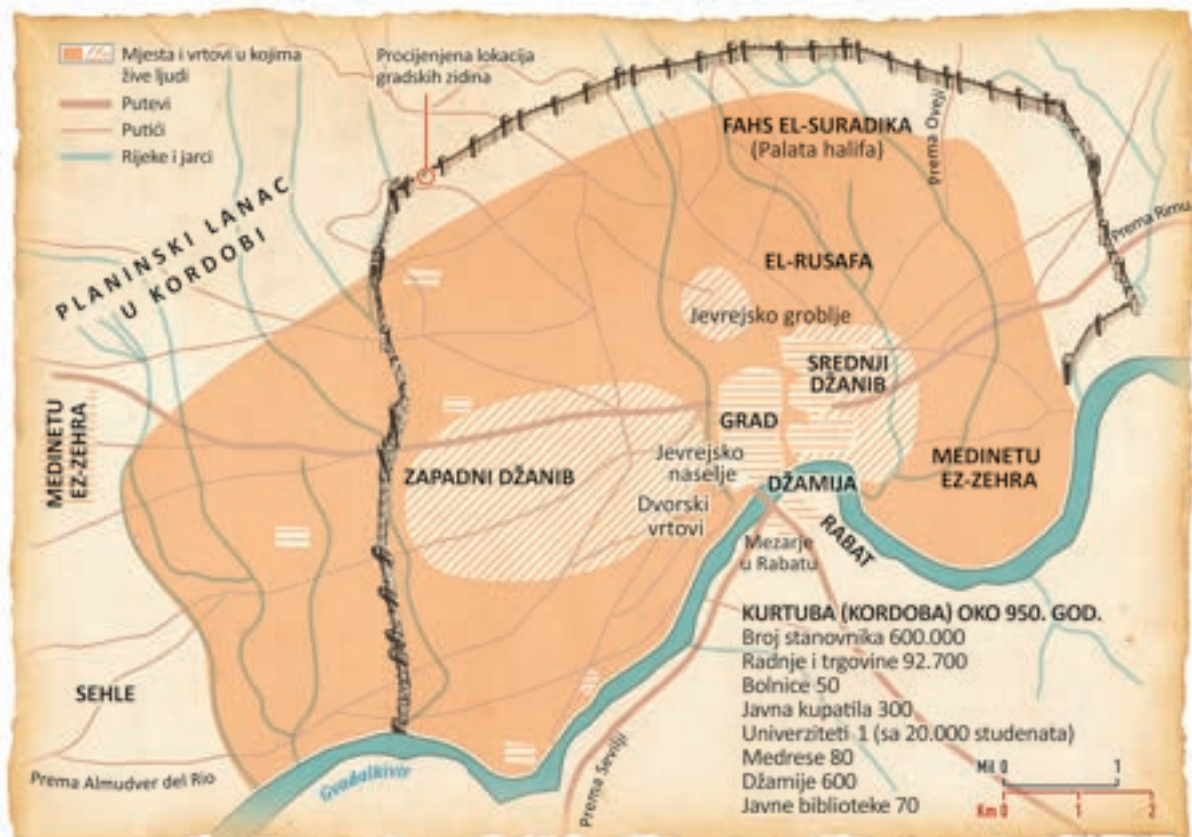 Mjesta i vrtovi u kojima
žive ljudi
Putevi
Putići
Rijeke i jarci
Procijenjena lokacija
gradskih zidina
FAHS EL-SURADIKA
(Palata halifa)
Prema Oveji
Prema Rimu
PLANINSKI LANAC
U KORDOBI
EL-RUSAFA
Jevrejsko groblje
SREDNJI
DŽANIB
GRAD
MEDINETU
EZ-ZEHRA
ZAPADNI DŽANIB
Jevrejsko
naselje
Dvorski
vrtovi
DŽAMIJA
MEDINETU
EZ-ZEHRA
RABAT
Mezarje
u Rabatu
SEHLE
Prema Almudver del Rio
Gvadalkivir
Prema Sevilji
KURTUBA (KORDOBA) OKO 950. GOD.
Broj stanovnika 600.000
Radnje i trgovine 92.700
Bolnice 50
Javna kupatila 300
Univerziteti 1 (sa 20.000 studenata)
Medrese 80
Džamije 600
Javne biblioteke 70
Mil 0 1
Km 0 1 2